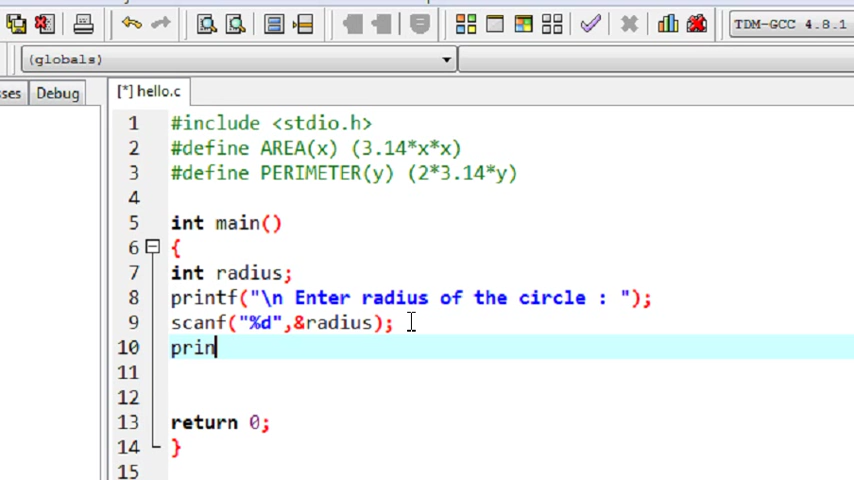 TDM-GCC 4.8.1
(globals)
sses Debug [*] hello.c
1 #include <stdio.h>
2 #define AREA(x) (3.14*x*x)
3 #define PERIMETER(y) (2*3.14*y)
4
5 int main()
6 {
7 int radius;
8 printf("\n Enter radius of the circle : ");
9 scanf("%d",&radius);
10 prin
11
12
13 return 0;
14 }
15